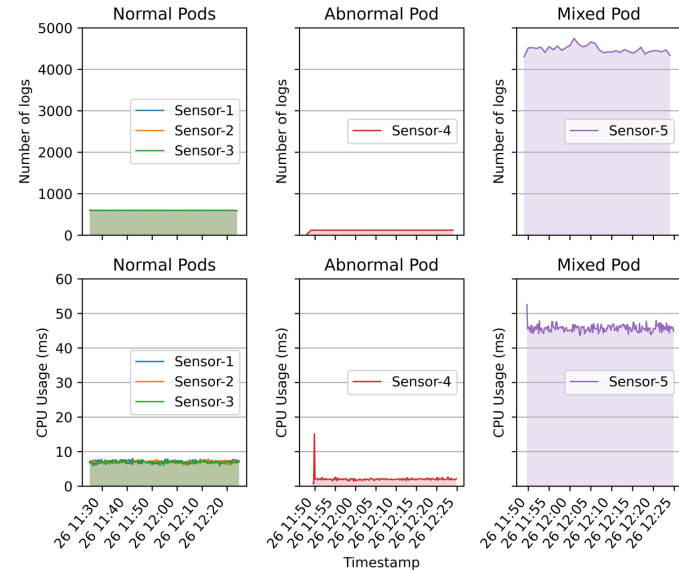 Normal Pods
Abnormal Pod
Mixed Pod
5000
4000
3000
2000
1000
0
Number of logs
Sensor-1
Sensor-2
Sensor-3
Number of logs
Sensor-4
Number of logs
Sensor-5
Normal Pods
Abnormal Pod
Mixed Pod
60
50
40
30
20
10
0
CPU Usage (ms)
Sensor-1
Sensor-2
Sensor-3
CPU Usage (ms)
Sensor-4
CPU Usage (ms)
Sensor-5
26 11:30
26 11:40
26 11:50
26 12:00
26 12:10
26 12:20
26 11:50
26 11:55
26 12:00
26 12:05
26 12:10
26 12:15
26 12:20
26 12:25
26 11:50
26 11:55
26 12:00
26 12:05
26 12:10
26 12:15
26 12:20
26 12:25
Timestamp